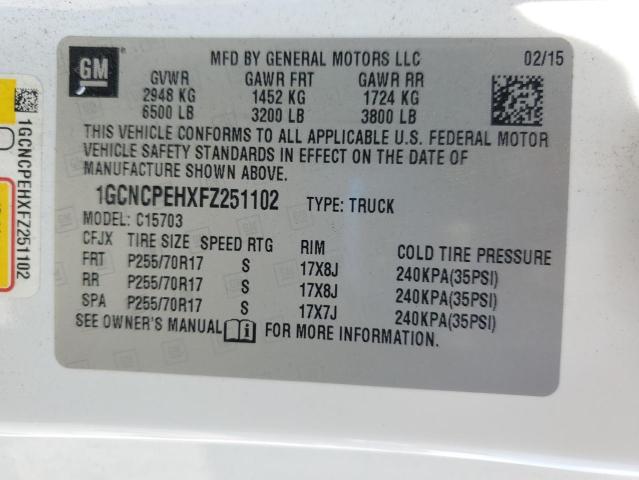 GM
MFD BY GENERAL MOTORS LLC 02/15
GVWR GAWR FRT GAWR RR
2948 KG 1452 KG 1724 KG
6500 LB 3200 LB 3800 LB
THIS VEHICLE CONFORMS TO ALL APPLICABLE U.S. FEDERAL MOTOR
VEHICLE SAFETY STANDARDS IN EFFECT ON THE DATE OF
MANUFACTURE SHOWN ABOVE.
1GCNCPEHXFZ251102 TYPE: TRUCK
MODEL: C15703
CFJX TIRE SIZE SPEED RTG RIM COLD TIRE PRESSURE
FRT P255/70R17 S 17X8J 240KPA(35PSI)
RR P255/70R17 S 17X8J 240KPA(35PSI)
SPA P255/70R17 S 17X7J 240KPA(35PSI)
SEE OWNER'S MANUAL FOR MORE INFORMATION.
1GCNCPEHXFZ251102